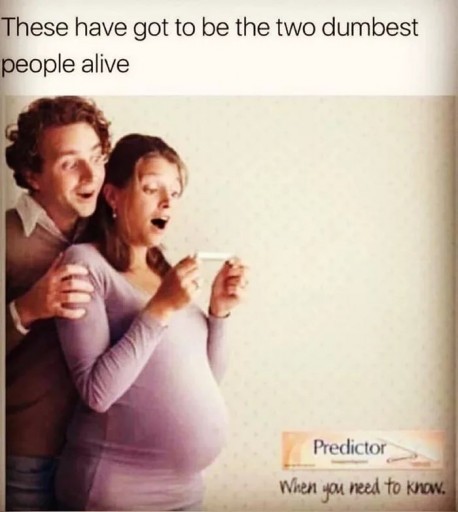 These have got to be the two dumbest
people alive
Predictor
When you need to know.